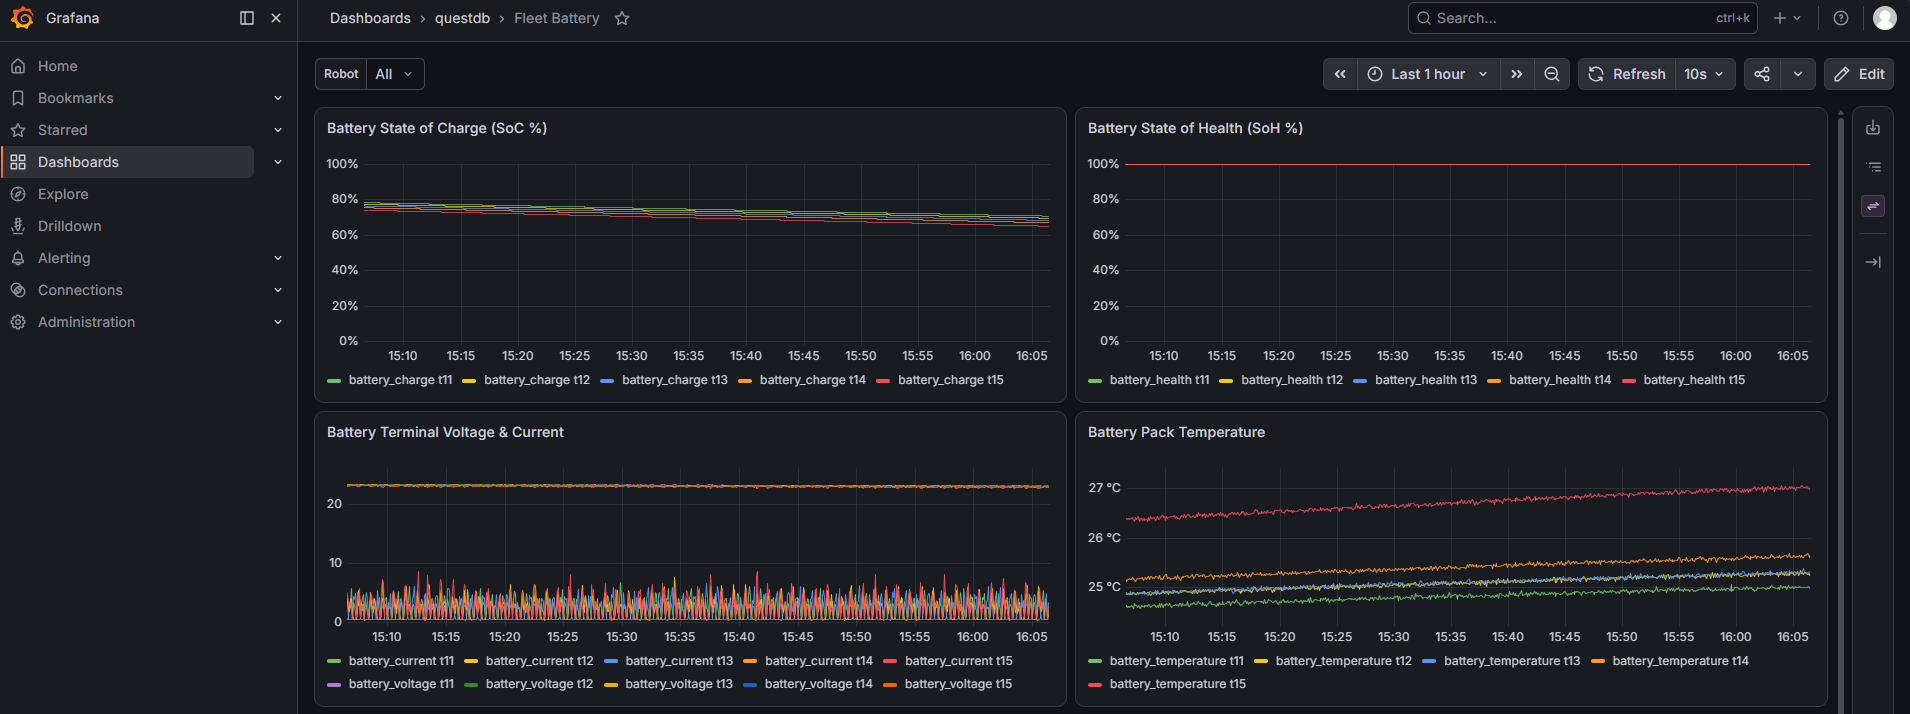 Grafana
Dashboards › questdb › Fleet Battery
Search... ctrl+k
Home
Bookmarks
Starred
Dashboards
Explore
Drilldown
Alerting
Connections
Administration
Robot All
Last 1 hour Refresh 10s Edit
Battery State of Charge (SoC %)
100%
80%
60%
40%
20%
0%
15:10 15:15 15:20 15:25 15:30 15:35 15:40 15:45 15:50 15:55 16:00 16:05
battery_charge t11 battery_charge t12 battery_charge t13 battery_charge t14 battery_charge t15
Battery State of Health (SoH %)
100%
80%
60%
40%
20%
0%
15:10 15:15 15:20 15:25 15:30 15:35 15:40 15:45 15:50 15:55 16:00 16:05
battery_health t11 battery_health t12 battery_health t13 battery_health t14 battery_health t15
Battery Terminal Voltage & Current
20
10
0
15:10 15:15 15:20 15:25 15:30 15:35 15:40 15:45 15:50 15:55 16:00 16:05
battery_current t11 battery_current t12 battery_current t13 battery_current t14 battery_current t15
battery_voltage t11 battery_voltage t12 battery_voltage t13 battery_voltage t14 battery_voltage t15
Battery Pack Temperature
27 °C
26 °C
25 °C
15:10 15:15 15:20 15:25 15:30 15:35 15:40 15:45 15:50 15:55 16:00 16:05
battery_temperature t11 battery_temperature t12 battery_temperature t13 battery_temperature t14
battery_temperature t15